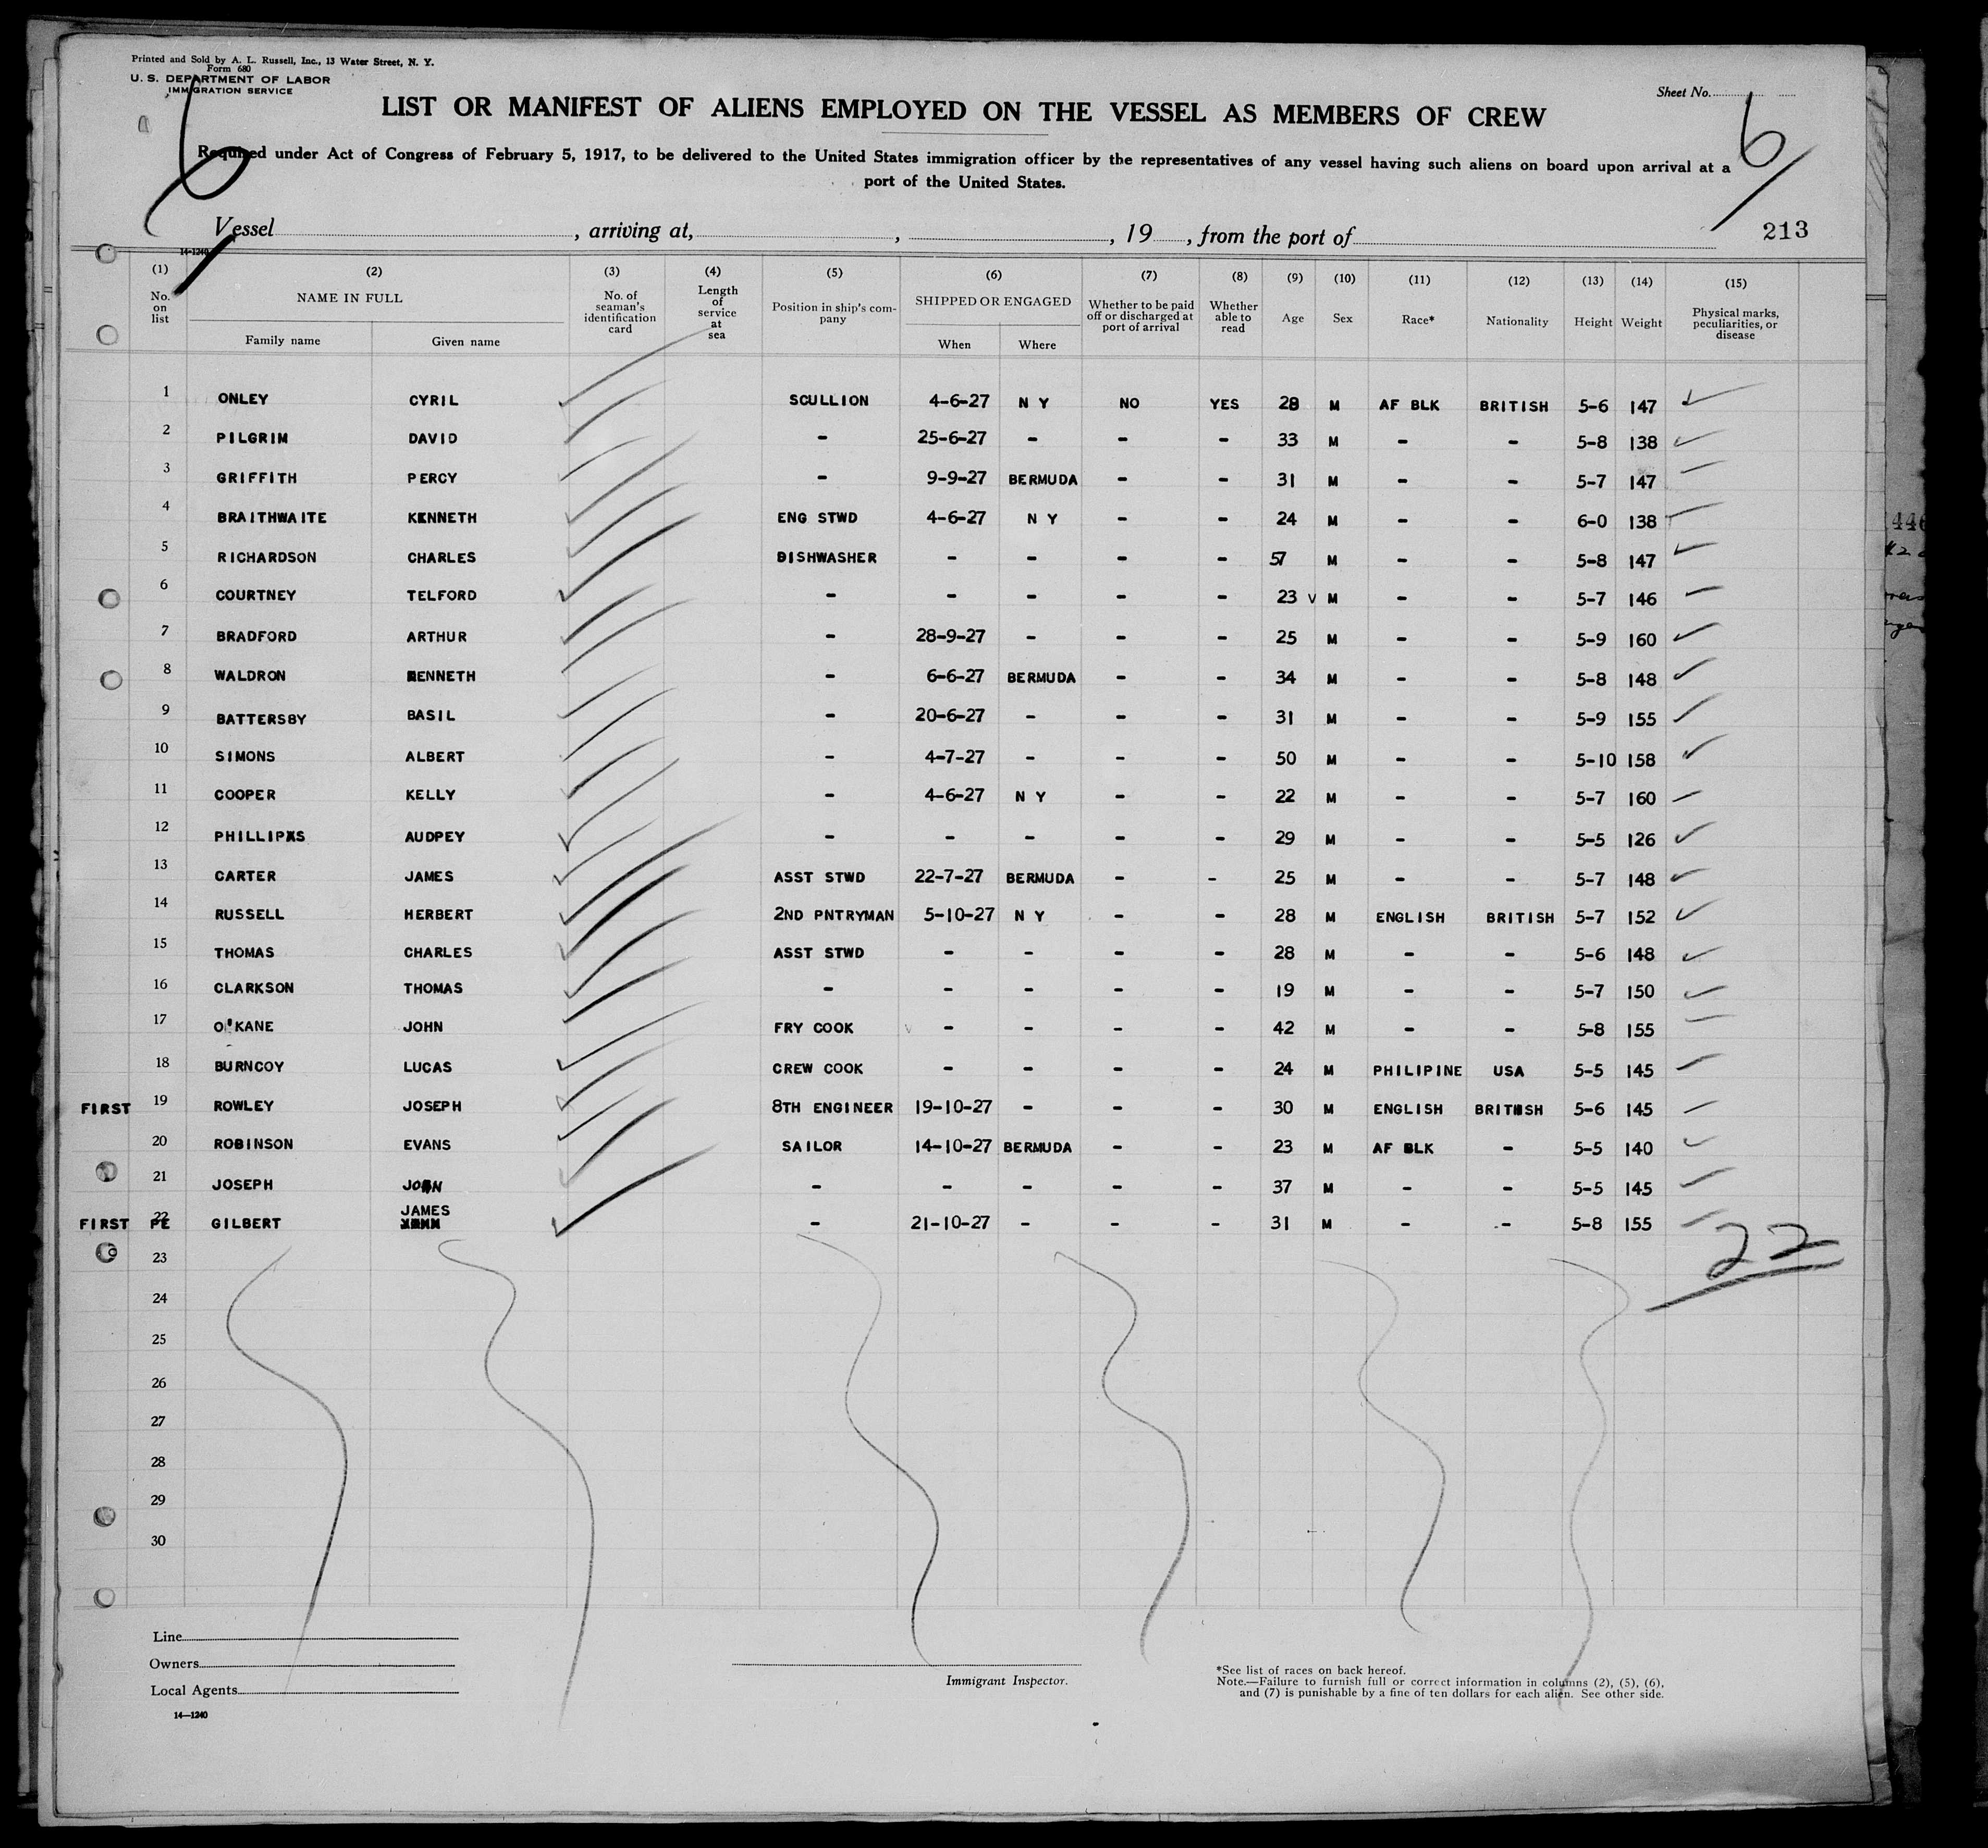 Printed and Sold by A. L. Russell, Inc., 13 Water Street, N. Y.
Form 680
U. S. DEPARTMENT OF LABOR
IMMIGRATION SERVICE
Sheet No. 6
6
LIST OR MANIFEST OF ALIENS EMPLOYED ON THE VESSEL AS MEMBERS OF CREW
Required under Act of Congress of February 5, 1917, to be delivered to the United States immigration officer by the representatives of any vessel having such aliens on board upon arrival at a
port of the United States.
Vessel , arriving at, , , 19 , from the port of 213
14-1240
(1) (2) (3) (4) (5) (6) (7) (8) (9) (10) (11) (12) (13) (14) (15)
No. on list NAME IN FULL No. of seaman's identification card Length of service at sea Position in ship's company SHIPPED OR ENGAGED Whether to be paid off or discharged at port of arrival Whether able to read Age Sex Race* Nationality Height Weight Physical marks, peculiarities, or disease
Family name Given name When Where
1 ONLEY CYRIL SCULLION 4-6-27 N Y NO YES 28 M AF BLK BRITISH 5-6 147
2 PILGRIM DAVID - 25-6-27 - - - 33 M - - 5-8 138
3 GRIFFITH PERCY - 9-9-27 BERMUDA - - 31 M - - 5-7 147
4 BRAITHWAITE KENNETH ENG STWD 4-6-27 N Y - - 24 M - - 6-0 138
5 RICHARDSON CHARLES DISHWASHER - - - - 57 M - - 5-8 147
6 COURTNEY TELFORD - - - - - 23 M - - 5-7 146
7 BRADFORD ARTHUR - 28-9-27 - - - 25 M - - 5-9 160
8 WALDRON KENNETH - 6-6-27 BERMUDA - - 34 M - - 5-8 148
9 BATTERSBY BASIL - 20-6-27 - - - 31 M - - 5-9 155
10 SIMONS ALBERT - 4-7-27 - - - 50 M - - 5-10 158
11 COOPER KELLY - 4-6-27 N Y - - 22 M - - 5-7 160
12 PHILLIPS AUDPEY - - - - - 29 M - - 5-5 126
13 CARTER JAMES ASST STWD 22-7-27 BERMUDA - - 25 M - - 5-7 148
14 RUSSELL HERBERT 2ND PNTRYMAN 5-10-27 N Y - - 28 M ENGLISH BRITISH 5-7 152
15 THOMAS CHARLES ASST STWD - - - - 28 M - - 5-6 148
16 CLARKSON THOMAS - - - - - 19 M - - 5-7 150
17 O'KANE JOHN FRY COOK - - - - 42 M - - 5-8 155
18 BURNCOY LUCAS CREW COOK - - - - 24 M PHILIPINE USA 5-5 145
FIRST 19 ROWLEY JOSEPH 8TH ENGINEER 19-10-27 - - - 30 M ENGLISH BRITISH 5-6 145
20 ROBINSON EVANS SAILOR 14-10-27 BERMUDA - - 23 M AF BLK - 5-5 140
21 JOSEPH JOHN - - - - - 37 M - - 5-5 145
FIRST PE 22 GILBERT JAMES - 21-10-27 - - - 31 M - - 5-8 155
22
23
24
25
26
27
28
29
30
Line
Owners
Local Agents
14—1240
Immigrant Inspector.
*See list of races on back hereof.
Note.—Failure to furnish full or correct information in columns (2), (5), (6),
and (7) is punishable by a fine of ten dollars for each alien. See other side.